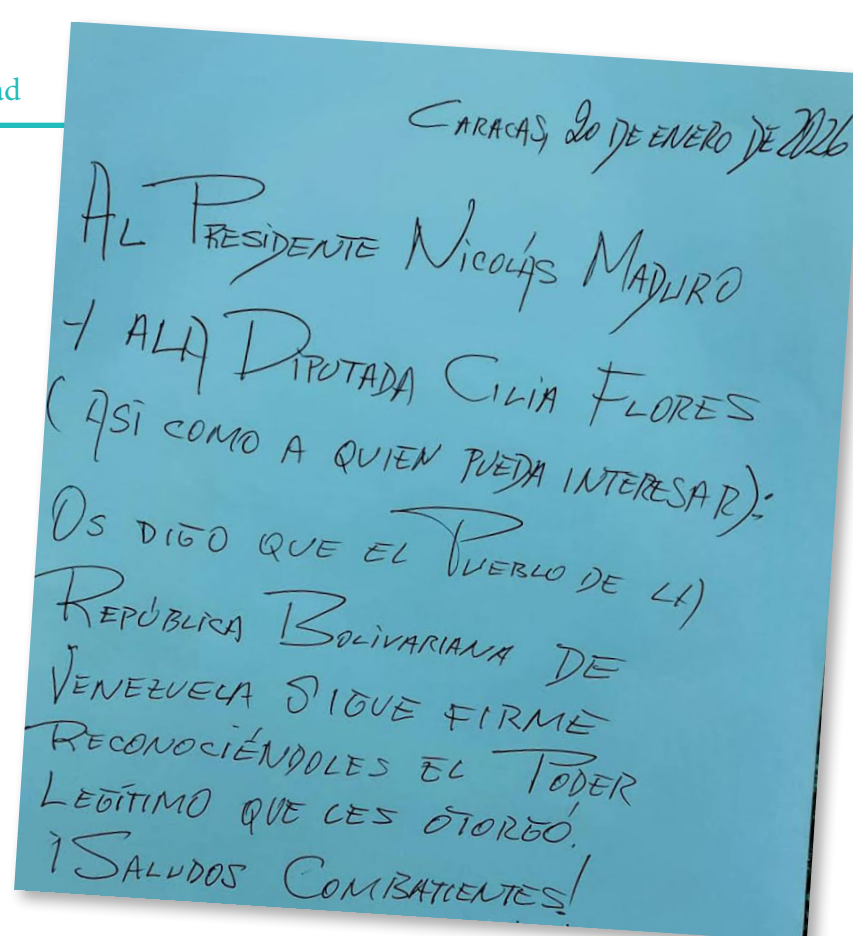 ad
Caracas, 20 de enero de 2026
Al Presidente Nicolás Maduro
y a la Diputada Cilia Flores
(así como a quien pueda interesar):
Os digo que el Pueblo de la
República Bolivariana de
Venezuela sigue firme
reconociéndoles el Poder
Legítimo que les otorgó.
¡Saludos Combatientes!